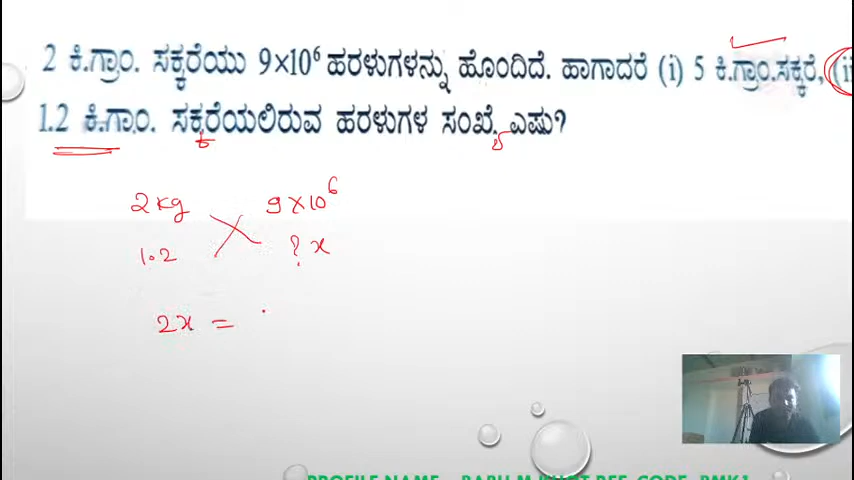 2 ಕಿ.ಗ್ರಾಂ. ಸಕ್ಕರೆಯು 9×10⁶ ಹರಳುಗಳನ್ನು ಹೊಂದಿದೆ. ಹಾಗಾದರೆ (i) 5 ಕಿ.ಗ್ರಾಂ.ಸಕ್ಕರೆ, (ii
1.2 ಕಿ.ಗ್ರಾಂ. ಸಕ್ಕರೆಯಲ್ಲಿರುವ ಹರಳುಗಳ ಸಂಖ್ಯೆ ಎಷ್ಟು?
2kg 9×10⁶
1.2 ? x
2x =